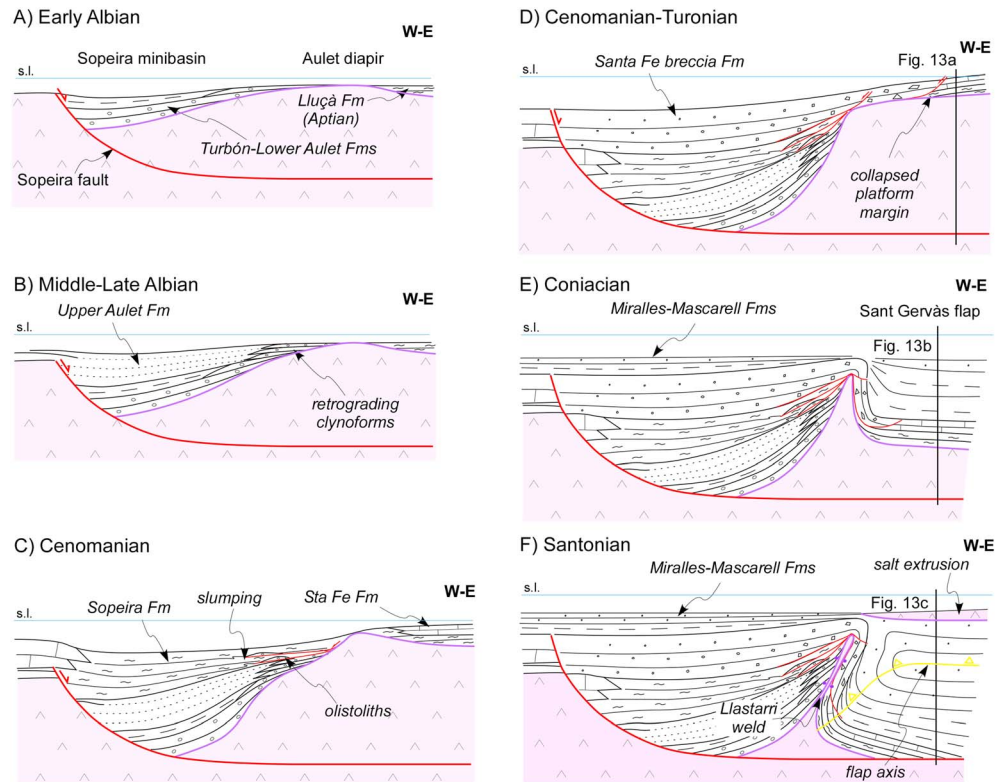 A) Early Albian
W-E
s.l.
Sopeira minibasin
Aulet diapir
Lluçà Fm
(Aptian)
Turbón-Lower Aulet Fms
Sopeira fault
B) Middle-Late Albian
W-E
Upper Aulet Fm
s.l.
retrograding
clynoforms
C) Cenomanian
W-E
Sopeira Fm
slumping
Sta Fe Fm
s.l.
olistoliths
D) Cenomanian-Turonian
W-E
Santa Fe breccia Fm
Fig. 13a
s.l.
collapsed
platform
margin
E) Coniacian
W-E
Miralles-Mascarell Fms
Sant Gervàs flap
s.l.
Fig. 13b
F) Santonian
W-E
Miralles-Mascarell Fms
salt extrusion
s.l.
Fig. 13c
Llastarri
weld
flap axis